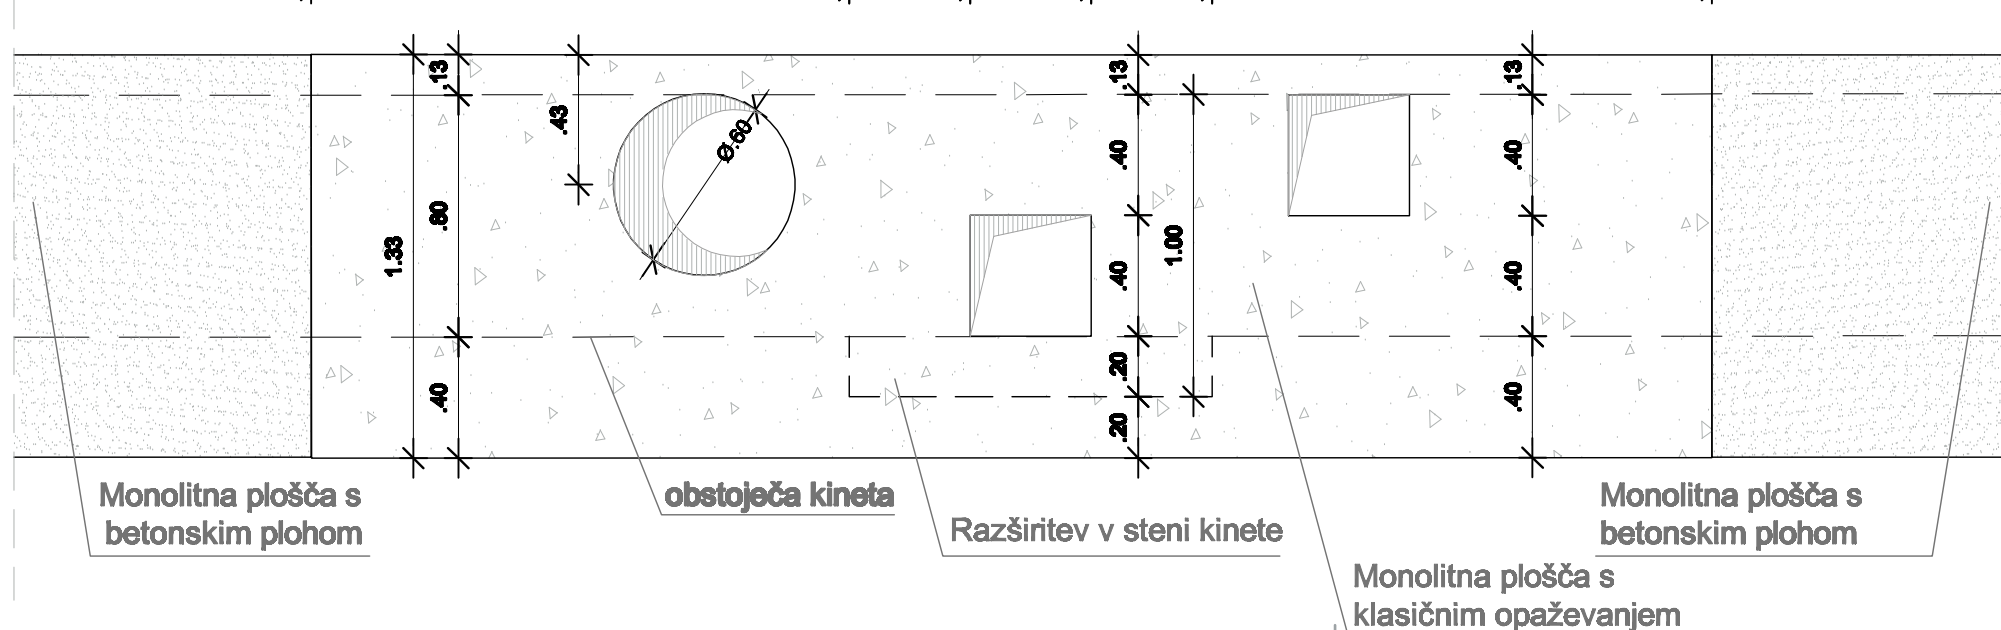 .13
.13
.13
.43
Ø.60
.40
.40
.80
1.33
1.00
.40
.40
.20
.40
.40
.20
Monolitna plošča s
betonskim plohom
obstoječa kineta
Razširitev v steni kinete
Monolitna plošča s
betonskim plohom
Monolitna plošča s
klasičnim opaževanjem